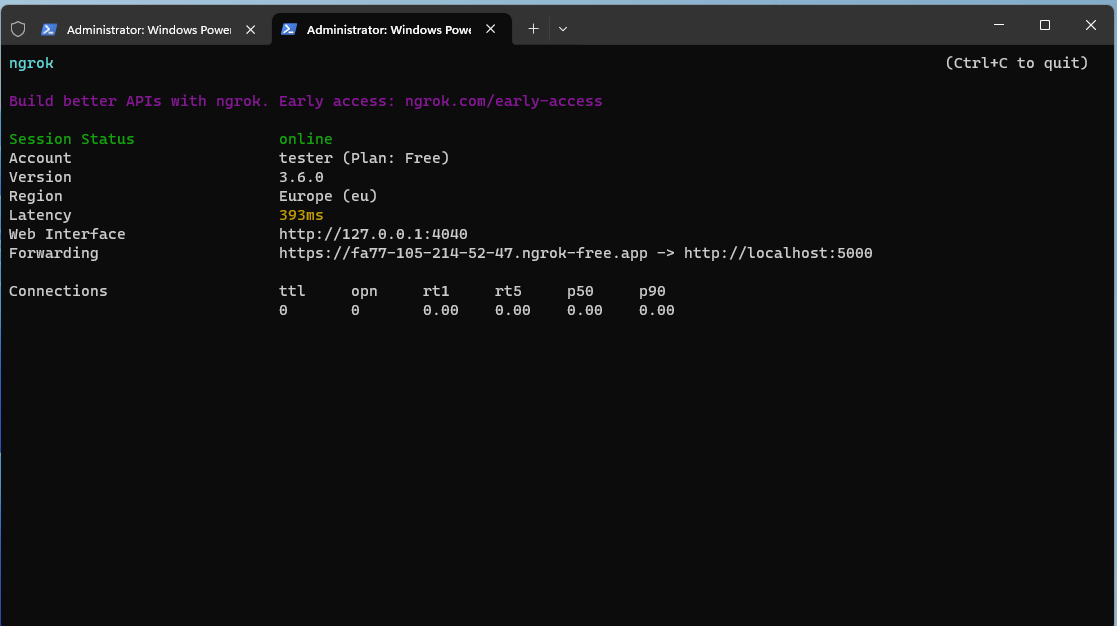 Administrator: Windows Power Administrator: Windows Powe
ngrok (Ctrl+C to quit)
Build better APIs with ngrok. Early access: ngrok.com/early-access
Session Status online
Account tester (Plan: Free)
Version 3.6.0
Region Europe (eu)
Latency 393ms
Web Interface http://127.0.0.1:4040
Forwarding https://fa77-105-214-52-47.ngrok-free.app -> http://localhost:5000
Connections ttl opn rt1 rt5 p50 p90
0 0 0.00 0.00 0.00 0.00